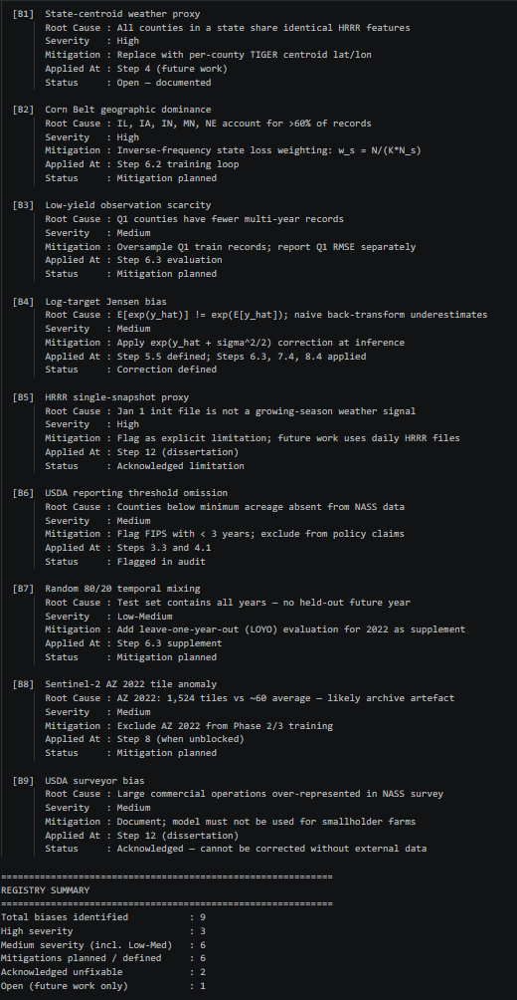 [B1]  State-centroid weather proxy
Root Cause : All counties in a state share identical HRRR features
Severity   : High
Mitigation : Replace with per-county TIGER centroid lat/lon
Applied At : Step 4 (future work)
Status     : Open — documented
[B2]  Corn Belt geographic dominance
Root Cause : IL, IA, IN, MN, NE account for >60% of records
Severity   : High
Mitigation : Inverse-frequency state loss weighting: w_s = N/(K*N_s)
Applied At : Step 6.2 training loop
Status     : Mitigation planned
[B3]  Low-yield observation scarcity
Root Cause : Q1 counties have fewer multi-year records
Severity   : Medium
Mitigation : Oversample Q1 train records; report Q1 RMSE separately
Applied At : Step 6.3 evaluation
Status     : Mitigation planned
[B4]  Log-target Jensen bias
Root Cause : E[exp(y_hat)] != exp(E[y_hat]); naive back-transform underestimates
Severity   : Medium
Mitigation : Apply exp(y_hat + sigma^2/2) correction at inference
Applied At : Step 5.5 defined; Steps 6.3, 7.4, 8.4 applied
Status     : Correction defined
[B5]  HRRR single-snapshot proxy
Root Cause : Jan 1 init file is not a growing-season weather signal
Severity   : High
Mitigation : Flag as explicit limitation; future work uses daily HRRR files
Applied At : Step 12 (dissertation)
Status     : Acknowledged limitation
[B6]  USDA reporting threshold omission
Root Cause : Counties below minimum acreage absent from NASS data
Severity   : Medium
Mitigation : Flag FIPS with < 3 years; exclude from policy claims
Applied At : Steps 3.3 and 4.1
Status     : Flagged in audit
[B7]  Random 80/20 temporal mixing
Root Cause : Test set contains all years — no held-out future year
Severity   : Low-Medium
Mitigation : Add leave-one-year-out (LOYO) evaluation for 2022 as supplement
Applied At : Step 6.3 supplement
Status     : Mitigation planned
[B8]  Sentinel-2 AZ 2022 tile anomaly
Root Cause : AZ 2022: 1,524 tiles vs ~60 average — likely archive artefact
Severity   : Medium
Mitigation : Exclude AZ 2022 from Phase 2/3 training
Applied At : Step 8 (when unblocked)
Status     : Mitigation planned
[B9]  USDA surveyor bias
Root Cause : Large commercial operations over-represented in NASS survey
Severity   : Medium
Mitigation : Document; model must not be used for smallholder farms
Applied At : Step 12 (dissertation)
Status     : Acknowledged — cannot be corrected without external data
============================================================
REGISTRY SUMMARY
============================================================
Total biases identified           : 9
High severity                     : 3
Medium severity (incl. Low-Med)   : 6
Mitigations planned / defined     : 6
Acknowledged unfixable            : 2
Open (future work only)           : 1